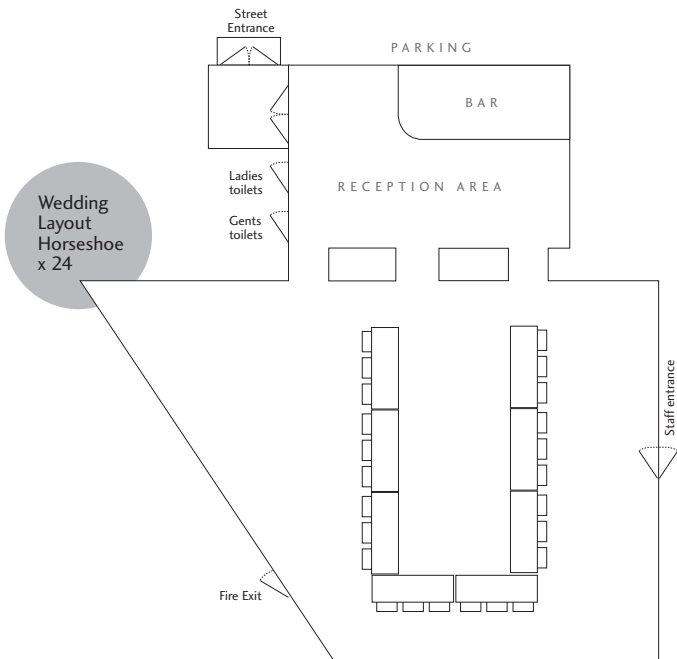 Street
Entrance
PARKING
BAR
Ladies
toilets
RECEPTION AREA
Wedding
Layout
Horseshoe
x 24
Gents
toilets
Staff entrance
Fire Exit